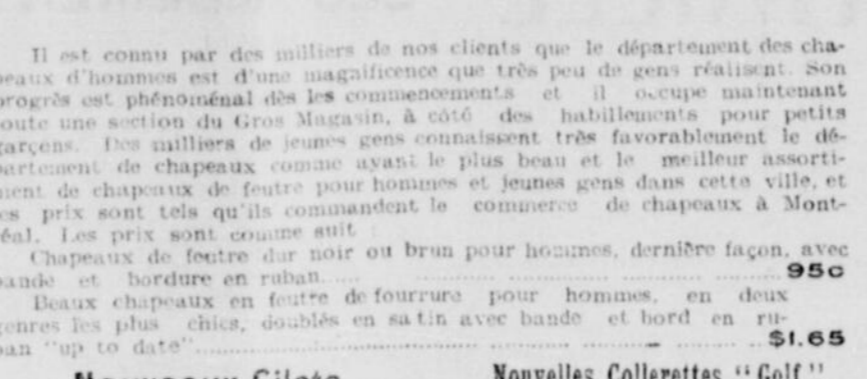 Il est connu par des milliers de nos clients que le département des cha-
peaux d'hommes est d'une magnificence que très peu de gens réalisent. Son
progrès est phénoménal dès les commencements et il occupe maintenant
toute une section du Gros Magasin, à côté des habillements pour petits
garçons. Des milliers de jeunes gens connaissent très favorablement le dé-
partement de chapeaux comme ayant le plus beau et le meilleur assorti-
ment de chapeaux de feutre pour hommes et jeunes gens dans cette ville, et
les prix sont tels qu'ils commandent le commerce de chapeaux à Mont-
réal. Les prix sont comme suit :
Chapeaux de feutre dur noir ou brun pour hommes, dernière façon, avec
bande et bordure en ruban..... 95c
Beaux chapeaux en feutre de fourrure pour hommes, en deux
genres les plus chics, doublés en satin avec bande et bord en ru-
ban "up to date"..... $1.65
Nouvelles Collerettes "Golf"